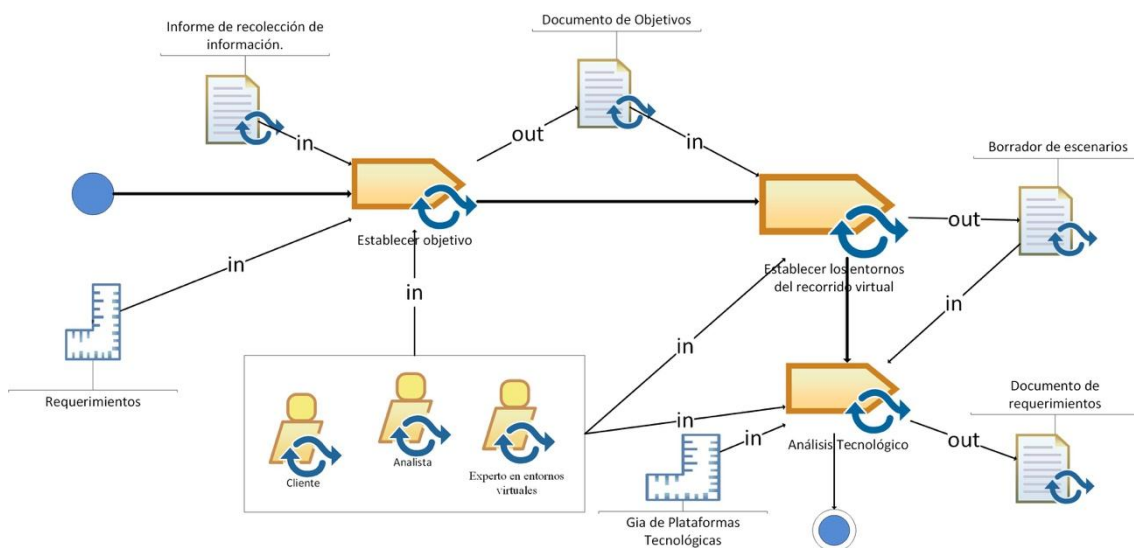 Informe de recolección de
información.
Documento de Objetivos
in
out
in
Borrador de escenarios
Establecer objetivo
out
Establecer los entornos
del recorrido virtual
in
in
in
in
Requerimientos
Cliente
Analista
Experto en entornos
virtuales
in
in
Análisis Tecnológico
out
Documento de
requerimientos
Gia de Plataformas
Tecnológicas